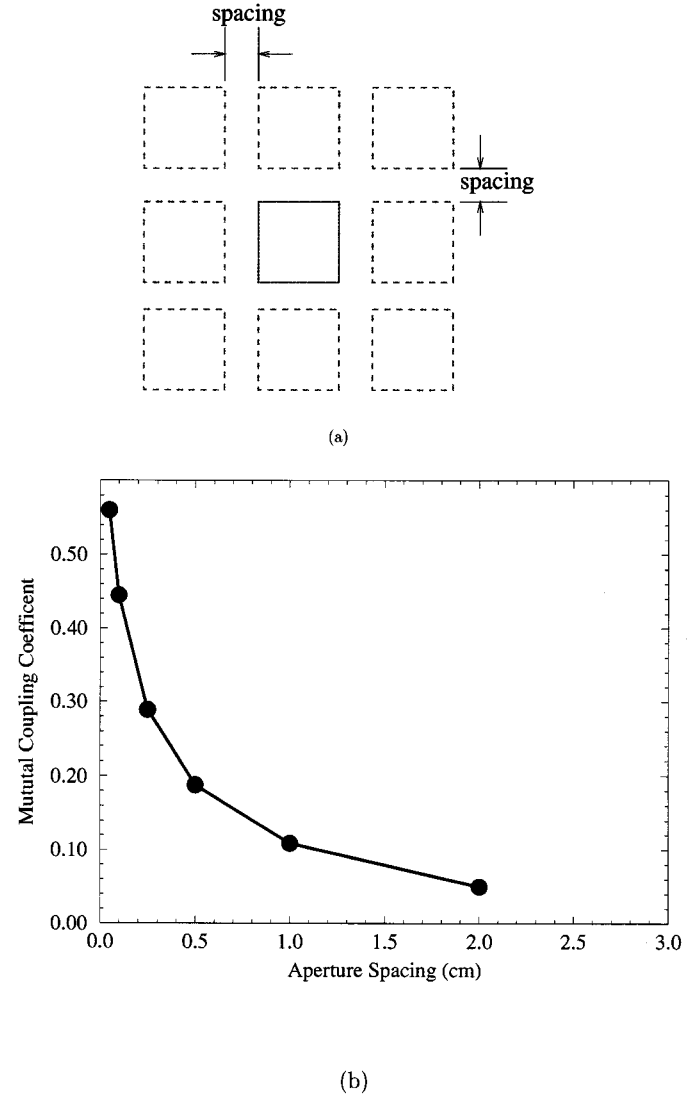 spacing
spacing
(a)
Mututal Coupling Coefficent
0.50
0.40
0.30
0.20
0.10
0.00
0.0 0.5 1.0 1.5 2.0 2.5 3.0
Aperture Spacing (cm)
(b)